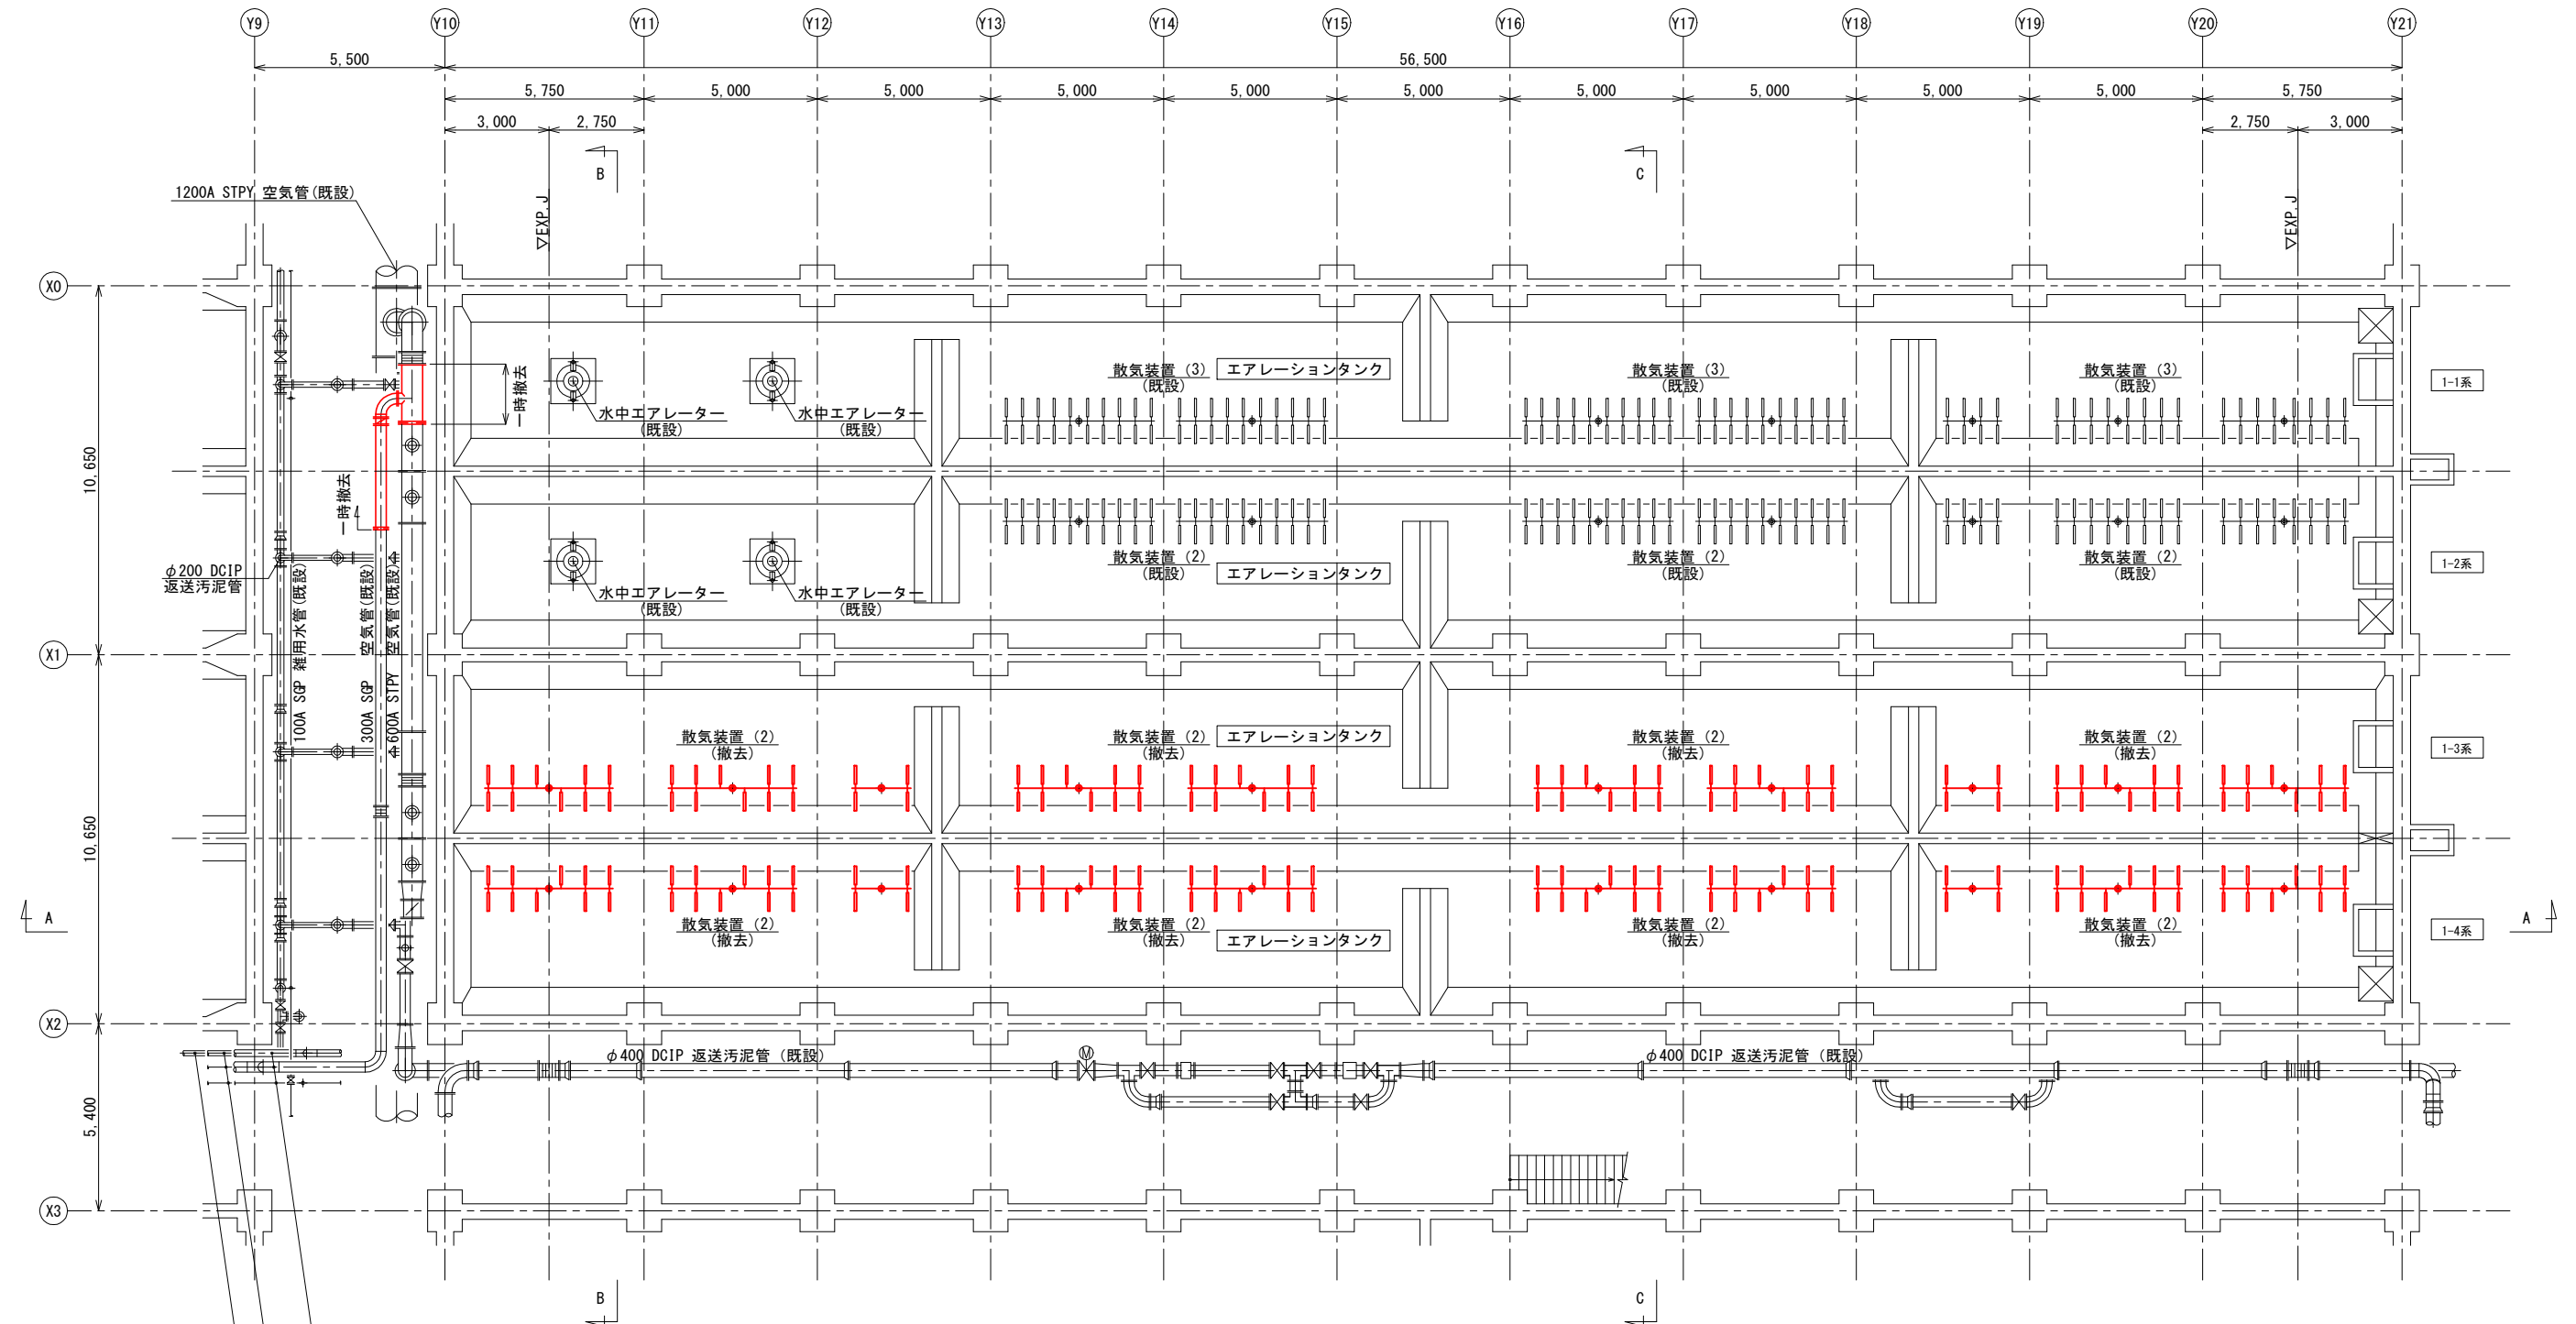 Y9 Y10 Y11 Y12 Y13 Y14 Y15 Y16 Y17 Y18 Y19 Y20 Y21
5,500 56,500
5,750 5,000 5,000 5,000 5,000 5,000 5,000 5,000 5,000 5,000 5,750
3,000 2,750 2,750 3,000
B C
1200A STPY 空気管(既設)
▽EXP.J ▽EXP.J
X0
一時撤去
散気装置 (3) エアレーションタンク 散気装置 (3) 散気装置 (3)
(既設) (既設) (既設)
1-1系
水中エアレーター 水中エアレーター
(既設) (既設)
10,650
一時撤去
散気装置 (2) 散気装置 (2) 散気装置 (2)
(既設) エアレーションタンク (既設) (既設)
1-2系
φ200 DCIP
返送汚泥管
水中エアレーター 水中エアレーター
(既設) (既設)
100A SGP 雑用水管(既設)
300A SGP 空気管(既設)
600A STPY 空気管(既設)
X1
散気装置 (2) 散気装置 (2) エアレーションタンク 散気装置 (2) 散気装置 (2)
(撤去) (撤去) (撤去) (撤去)
1-3系
10,650
A A
散気装置 (2) 散気装置 (2) 散気装置 (2) 散気装置 (2)
(撤去) (撤去) エアレーションタンク (撤去) (撤去)
1-4系
X2
φ400 DCIP 返送汚泥管 (既設) M φ400 DCIP 返送汚泥管 (既設)
5,400
X3
B C